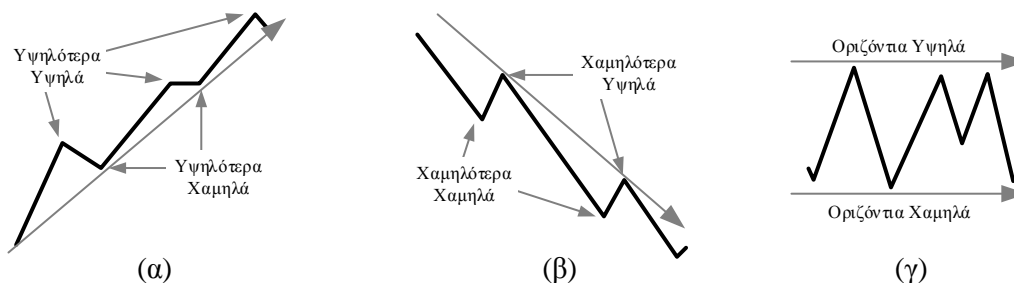 Υψηλότερα
Υψηλά
Υψηλότερα
Χαμηλά
(α)
Χαμηλότερα
Υψηλά
Χαμηλότερα
Χαμηλά
(β)
Οριζόντια Υψηλά
Οριζόντια Χαμηλά
(γ)